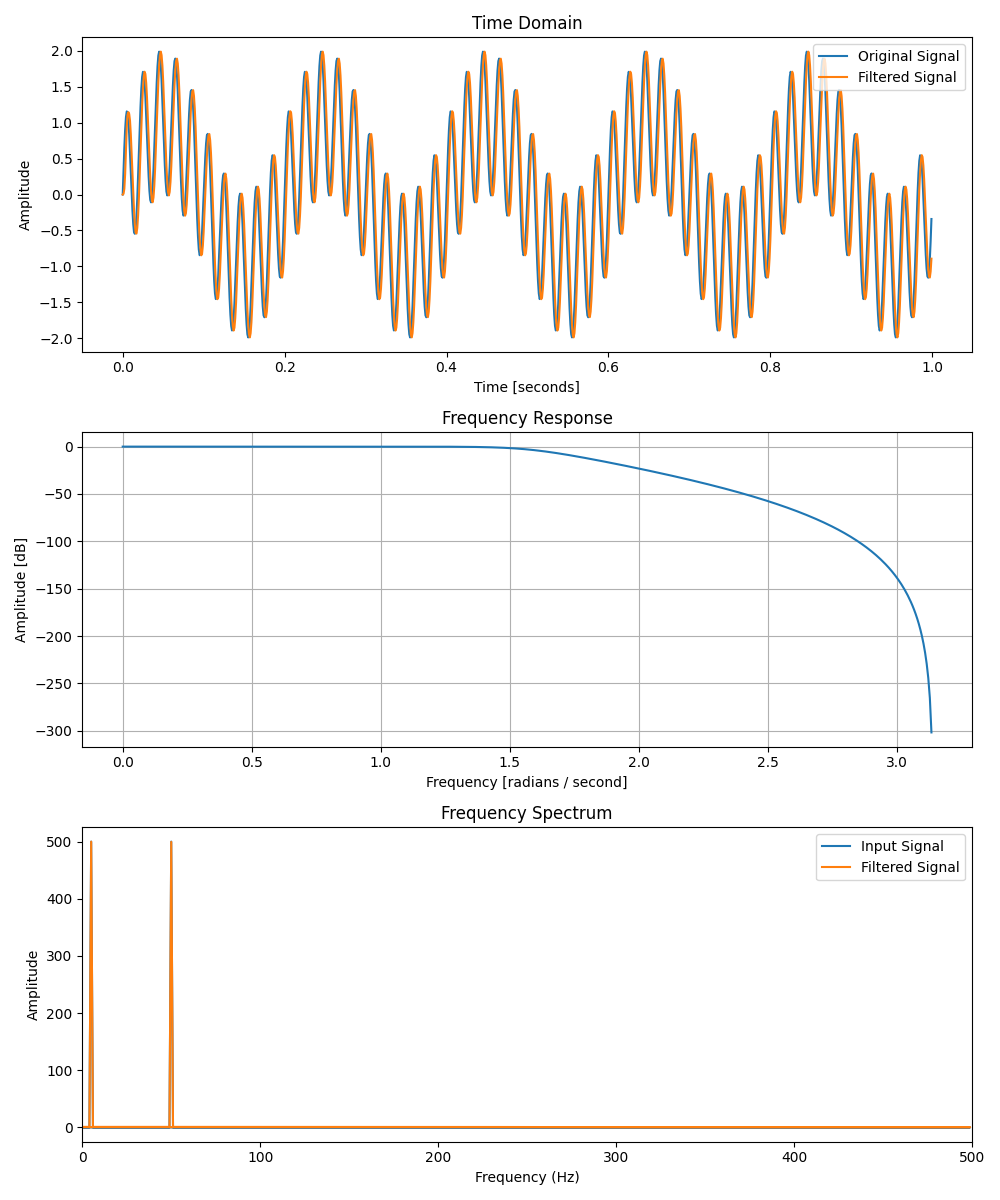 Time Domain
2.0
1.5
1.0
0.5
0.0
−0.5
−1.0
−1.5
−2.0
Amplitude
Original Signal
Filtered Signal
0.0 0.2 0.4 0.6 0.8 1.0
Time [seconds]
Frequency Response
0
−50
−100
−150
−200
−250
−300
Amplitude [dB]
0.0 0.5 1.0 1.5 2.0 2.5 3.0
Frequency [radians / second]
Frequency Spectrum
500
400
300
200
100
0
Amplitude
Input Signal
Filtered Signal
0 100 200 300 400 500
Frequency (Hz)